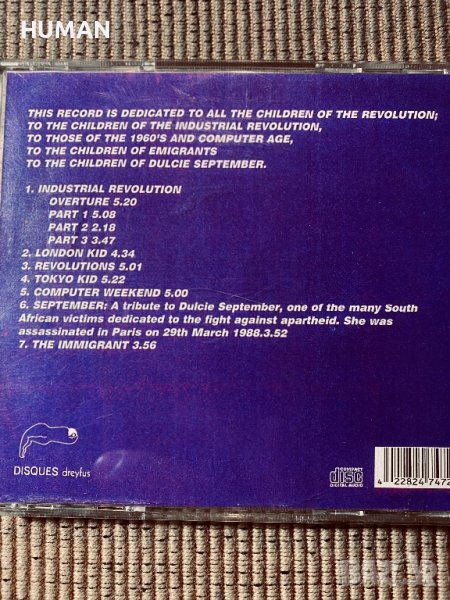 HUMAN
THIS RECORD IS DEDICATED TO ALL THE CHILDREN OF THE REVOLUTION;
TO THE CHILDREN OF THE INDUSTRIAL REVOLUTION,
TO THOSE OF THE 1960'S AND COMPUTER AGE,
TO THE CHILDREN OF EMIGRANTS
TO THE CHILDREN OF DULCIE SEPTEMBER.
1. INDUSTRIAL REVOLUTION
OVERTURE 5.20
PART 1 5.08
PART 2 2.18
PART 3 3.47
2. LONDON KID 4.34
3. REVOLUTIONS 5.01
4. TOKYO KID 5.22
5. COMPUTER WEEKEND 5.00
6. SEPTEMBER: A tribute to Dulcie September, one of the many South
African victims dedicated to the fight against apartheid. She was
assassinated in Paris on 29th March 1988.3.52
7. THE IMMIGRANT 3.56
DISQUES dreyfus
COMPACT
disc
DIGITAL AUDIO
4 22824 7472